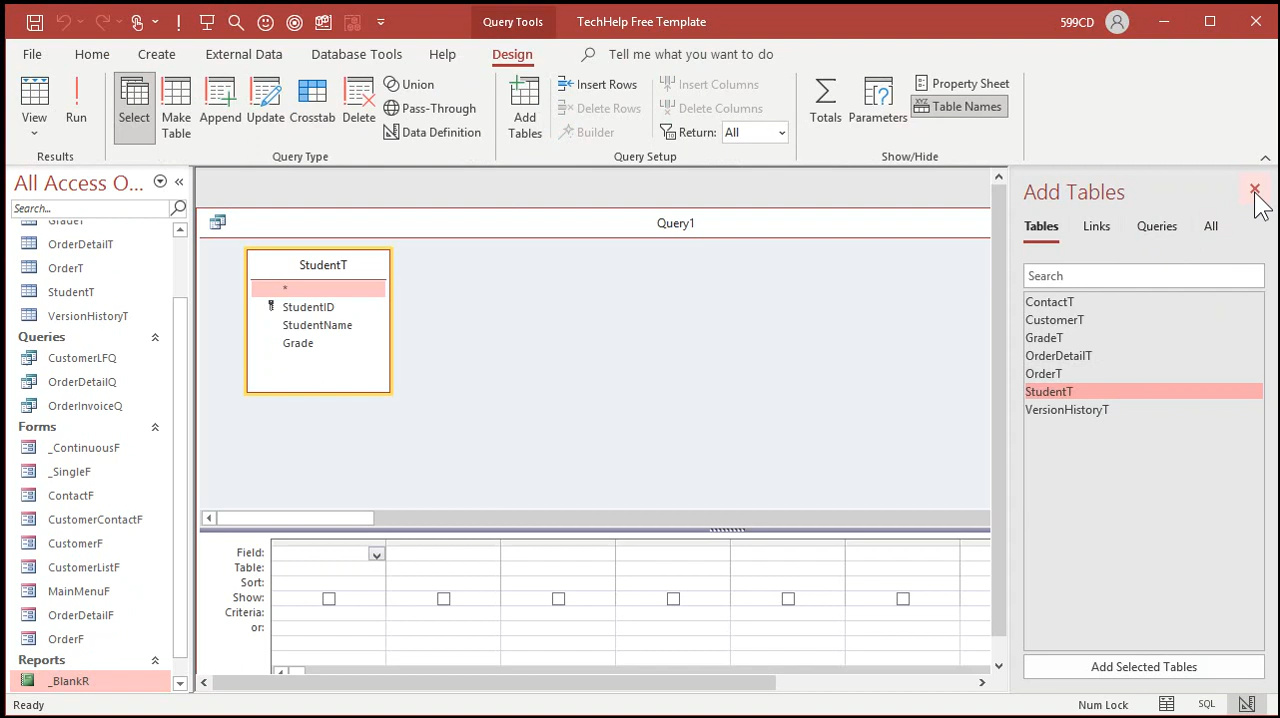 Query Tools
TechHelp Free Template
599CD
File
Home
Create
External Data
Database Tools
Help
Design
Tell me what you want to do
View
Run
Results
Select
Make Table
Append
Update
Crosstab
Delete
Union
Pass-Through
Data Definition
Query Type
Add Tables
Insert Rows
Delete Rows
Builder
Insert Columns
Delete Columns
Return: All
Query Setup
Totals
Parameters
Property Sheet
Table Names
Show/Hide
All Access O...
Search...
GradeT
OrderDetailT
OrderT
StudentT
VersionHistoryT
Queries
CustomerLFQ
OrderDetailQ
OrderInvoiceQ
Forms
_ContinuousF
_SingleF
ContactF
CustomerContactF
CustomerF
CustomerListF
MainMenuF
OrderDetailF
OrderF
Reports
_BlankR
Query1
StudentT
*
StudentID
StudentName
Grade
Field:
Table:
Sort:
Show:
Criteria:
or:
Add Tables
Tables
Links
Queries
All
Search
ContactT
CustomerT
GradeT
OrderDetailT
OrderT
StudentT
VersionHistoryT
Add Selected Tables
Ready
Num Lock
SQL